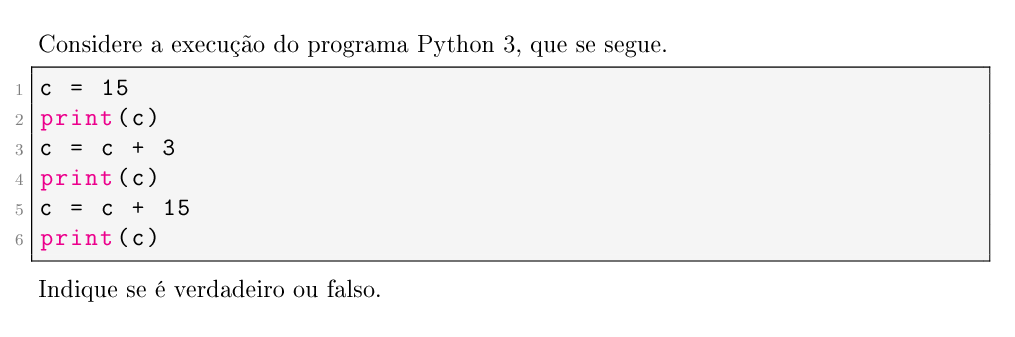 Considere a execução do programa Python 3, que se segue.
1 c = 15
2 print(c)
3 c = c + 3
4 print(c)
5 c = c + 15
6 print(c)
Indique se é verdadeiro ou falso.